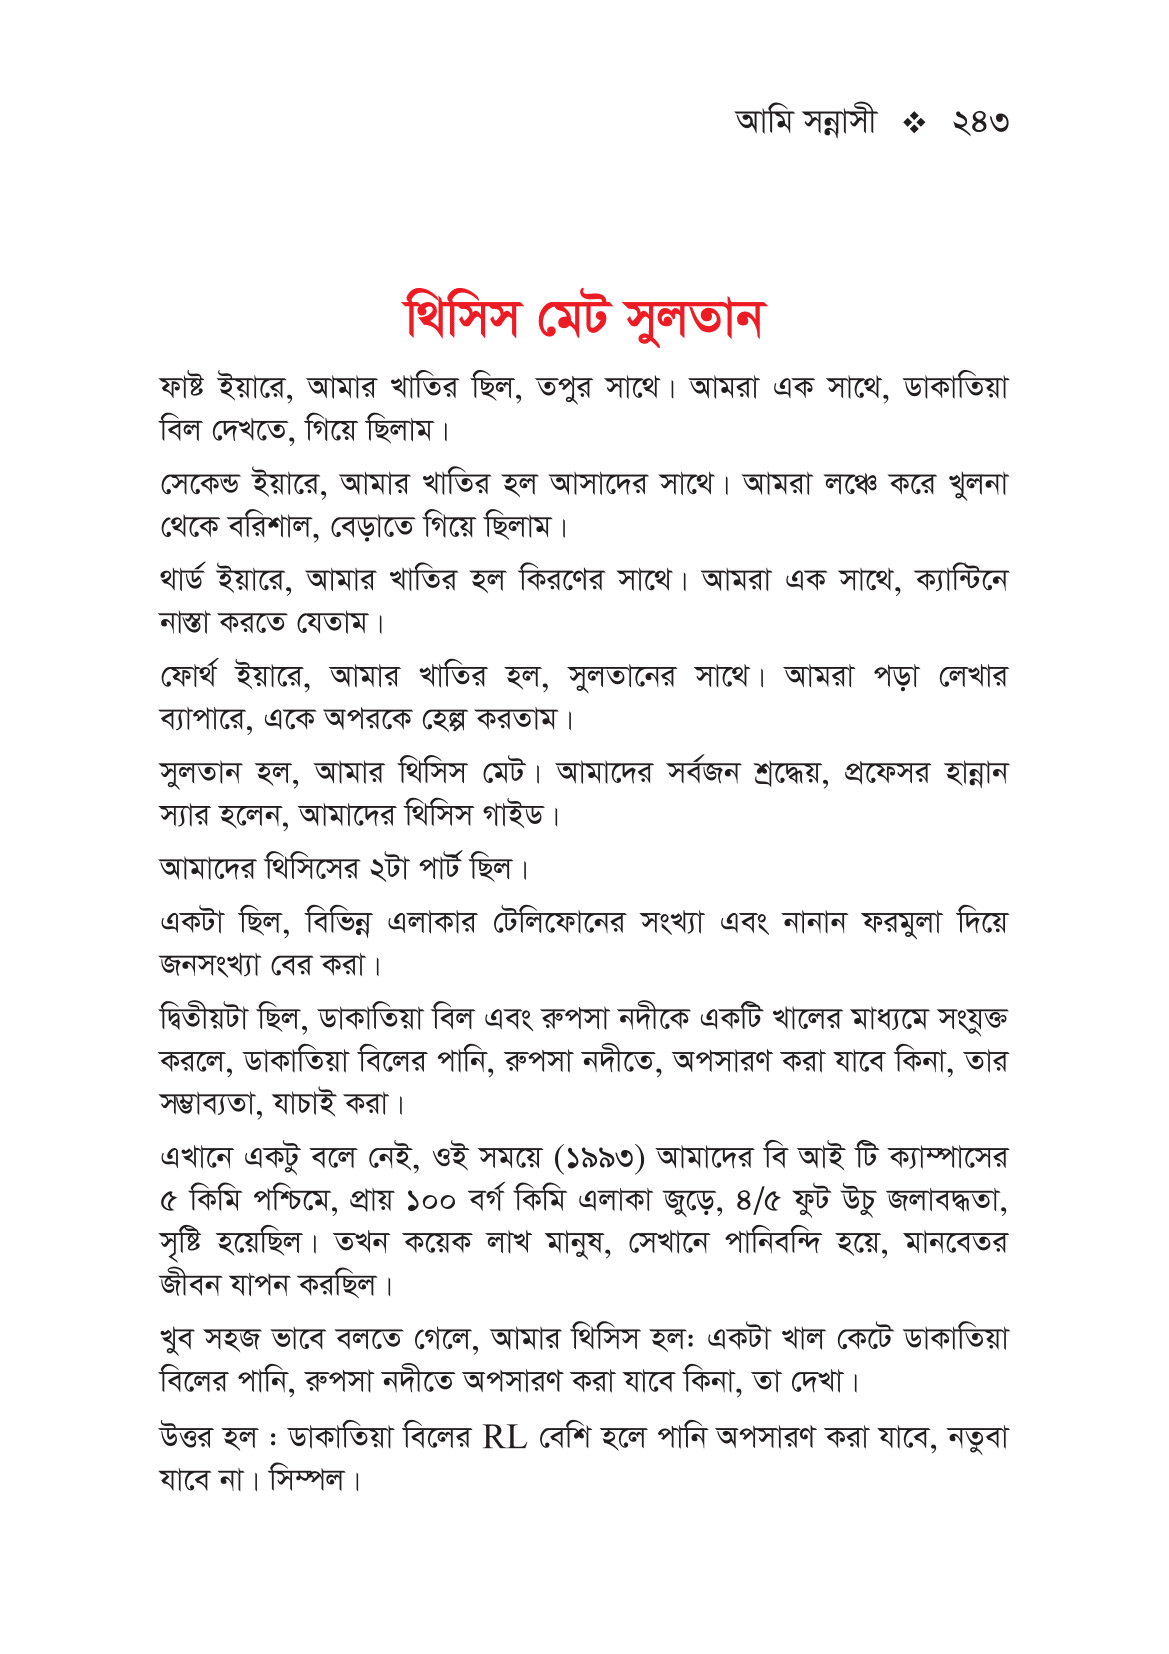 আমি সন্নাসী ❖ ২৪৩
থিসিস মেট সুলতান
ফাষ্ট ইয়ারে, আমার খাতির ছিল, তপুর সাথে। আমরা এক সাথে, ডাকাতিয়া
বিল দেখতে, গিয়ে ছিলাম।
সেকেন্ড ইয়ারে, আমার খাতির হল আসাদের সাথে। আমরা লঞ্চে করে খুলনা
থেকে বরিশাল, বেড়াতে গিয়ে ছিলাম।
থার্ড ইয়ারে, আমার খাতির হল কিরণের সাথে। আমরা এক সাথে, ক্যান্টিনে
নাস্তা করতে যেতাম।
ফোর্থ ইয়ারে, আমার খাতির হল, সুলতানের সাথে। আমরা পড়া লেখার
ব্যাপারে, একে অপরকে হেল্প করতাম।
সুলতান হল, আমার থিসিস মেট। আমাদের সর্বজন শ্রদ্ধেয়, প্রফেসর হান্নান
স্যার হলেন, আমাদের থিসিস গাইড।
আমাদের থিসিসের ২টা পার্ট ছিল।
একটা ছিল, বিভিন্ন এলাকার টেলিফোনের সংখ্যা এবং নানান ফরমুলা দিয়ে
জনসংখ্যা বের করা।
দ্বিতীয়টা ছিল, ডাকাতিয়া বিল এবং রুপসা নদীকে একটি খালের মাধ্যমে সংযুক্ত
করলে, ডাকাতিয়া বিলের পানি, রুপসা নদীতে, অপসারণ করা যাবে কিনা, তার
সম্ভাব্যতা, যাচাই করা।
এখানে একটু বলে নেই, ওই সময়ে (১৯৯৩) আমাদের বি আই টি ক্যাম্পাসের
৫ কিমি পশ্চিমে, প্রায় ১০০ বর্গ কিমি এলাকা জুড়ে, ৪/৫ ফুট উচু জলাবদ্ধতা,
সৃষ্টি হয়েছিল। তখন কয়েক লাখ মানুষ, সেখানে পানিবন্দি হয়ে, মানবেতর
জীবন যাপন করছিল।
খুব সহজ ভাবে বলতে গেলে, আমার থিসিস হল: একটা খাল কেটে ডাকাতিয়া
বিলের পানি, রুপসা নদীতে অপসারণ করা যাবে কিনা, তা দেখা।
উত্তর হল : ডাকাতিয়া বিলের RL বেশি হলে পানি অপসারণ করা যাবে, নতুবা
যাবে না। সিম্পল।